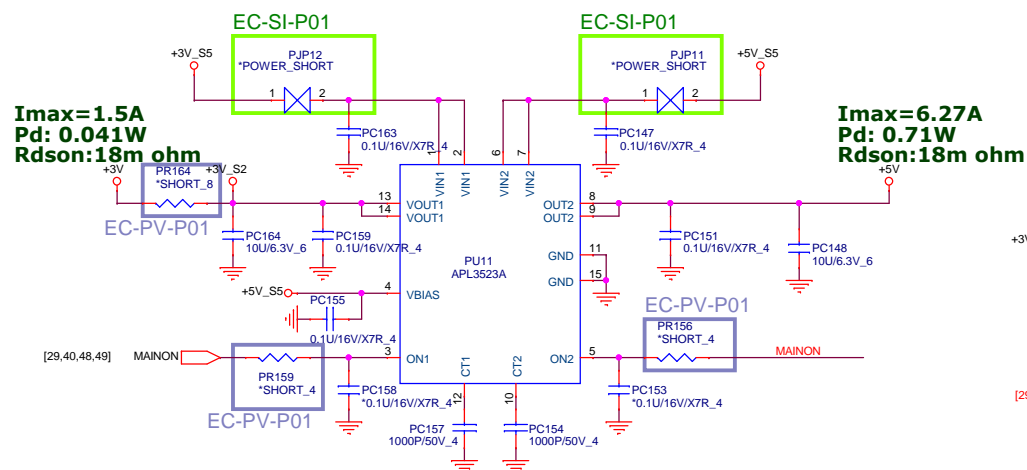 EC-SI-P01
EC-SI-P01
+3V_S5
PJP12
*POWER_SHORT
1
2
PJP11
*POWER_SHORT
1
2
+5V_S5
Imax=1.5A
Pd: 0.041W
Rdson:18m ohm
Imax=6.27A
Pd: 0.71W
Rdson:18m ohm
PC163
0.1U/16V/X7R_4
PC147
0.1U/16V/X7R_4
1
2
6
7
VIN1
VIN1
VIN2
VIN2
+3V
PR164
*SHORT_8
+3V_S2
EC-PV-P01
13
14
VOUT1
VOUT1
8
9
OUT2
OUT2
+5V
PC164
10U/6.3V_6
PC159
0.1U/16V/X7R_4
PC151
0.1U/16V/X7R_4
PC148
10U/6.3V_6
PU11
APL3523A
11
15
GND
GND
+3V
+5V_S5
4
VBIAS
PC155
0.1U/16V/X7R_4
EC-PV-P01
PR156
*SHORT_4
[29,40,48,49]
MAINON
PR159
*SHORT_4
EC-PV-P01
3
ON1
5
ON2
MAINON
PC158
*0.1U/16V/X7R_4
PC153
*0.1U/16V/X7R_4
CT1
CT2
12
10
PC157
1000P/50V_4
PC154
1000P/50V_4
[29